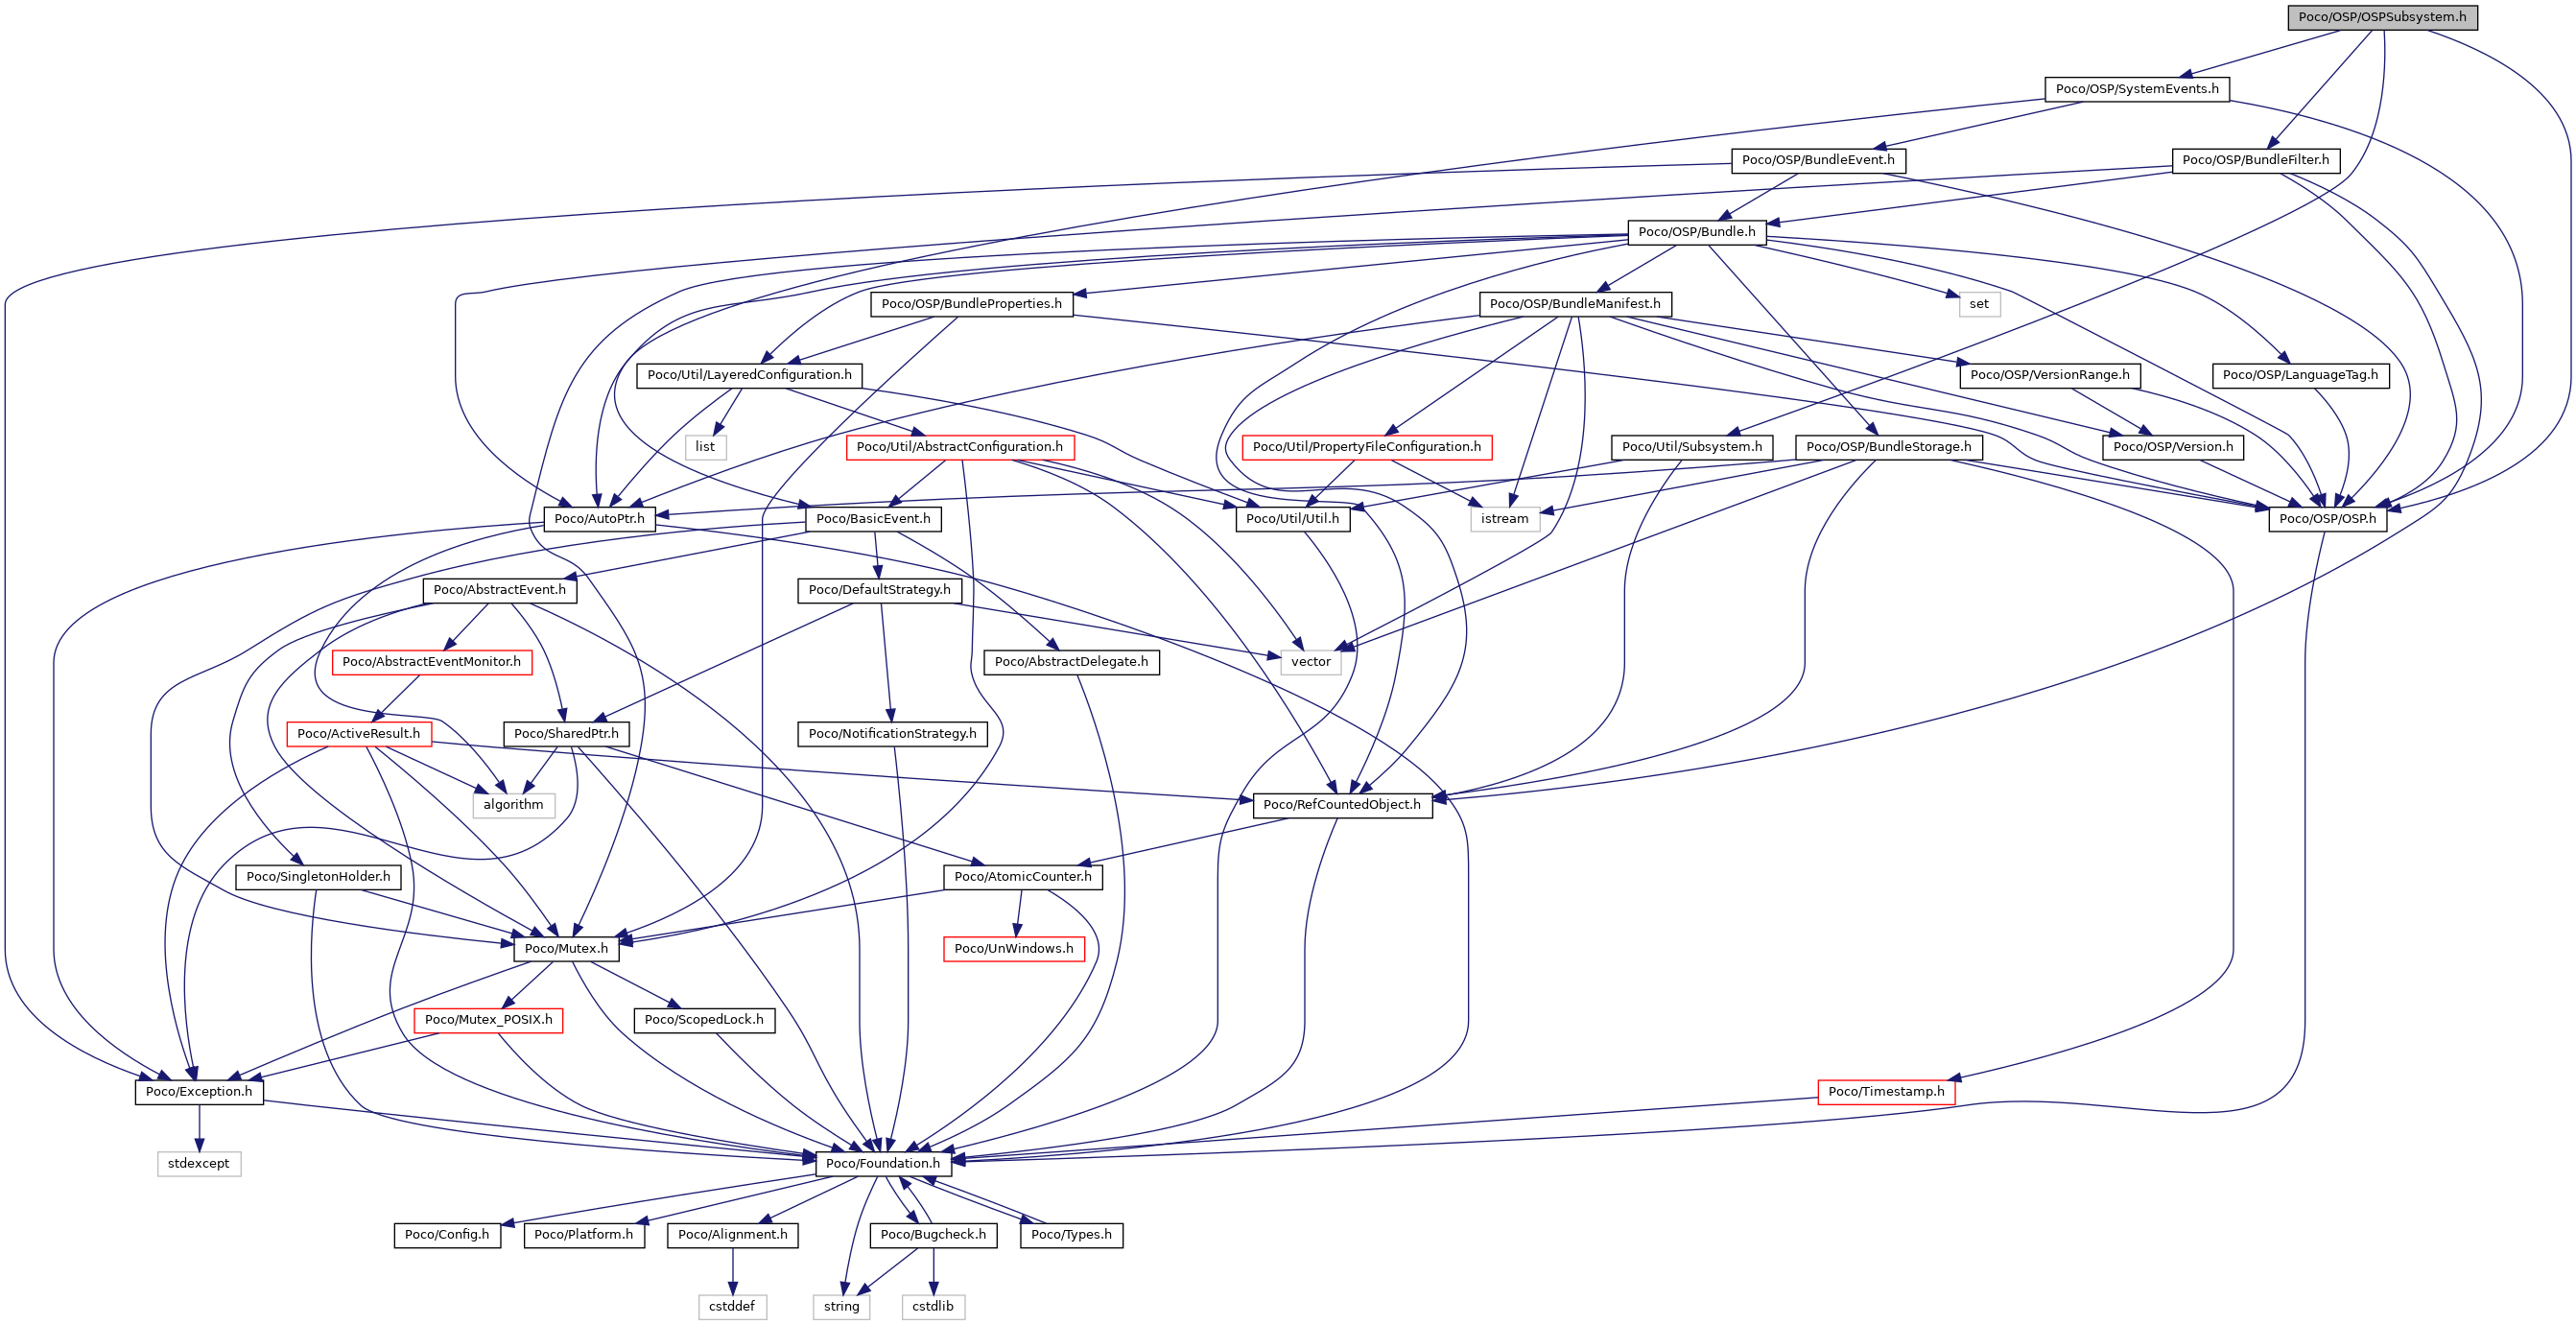 Poco/OSP/OSPSubsystem.h
Poco/OSP/SystemEvents.h
Poco/OSP/BundleEvent.h
Poco/OSP/BundleFilter.h
Poco/OSP/Bundle.h
Poco/OSP/BundleProperties.h
Poco/OSP/BundleManifest.h
set
Poco/Util/LayeredConfiguration.h
Poco/OSP/VersionRange.h
Poco/OSP/LanguageTag.h
list
Poco/Util/AbstractConfiguration.h
Poco/Util/PropertyFileConfiguration.h
Poco/Util/Subsystem.h
Poco/OSP/BundleStorage.h
Poco/OSP/Version.h
Poco/AutoPtr.h
Poco/BasicEvent.h
Poco/Util/Util.h
istream
Poco/OSP/OSP.h
Poco/AbstractEvent.h
Poco/DefaultStrategy.h
Poco/AbstractEventMonitor.h
Poco/AbstractDelegate.h
vector
Poco/ActiveResult.h
Poco/SharedPtr.h
Poco/NotificationStrategy.h
algorithm
Poco/RefCountedObject.h
Poco/SingletonHolder.h
Poco/AtomicCounter.h
Poco/Mutex.h
Poco/UnWindows.h
Poco/Mutex_POSIX.h
Poco/ScopedLock.h
Poco/Exception.h
Poco/Timestamp.h
stdexcept
Poco/Foundation.h
Poco/Config.h
Poco/Platform.h
Poco/Alignment.h
Poco/Bugcheck.h
Poco/Types.h
cstddef
string
cstdlib